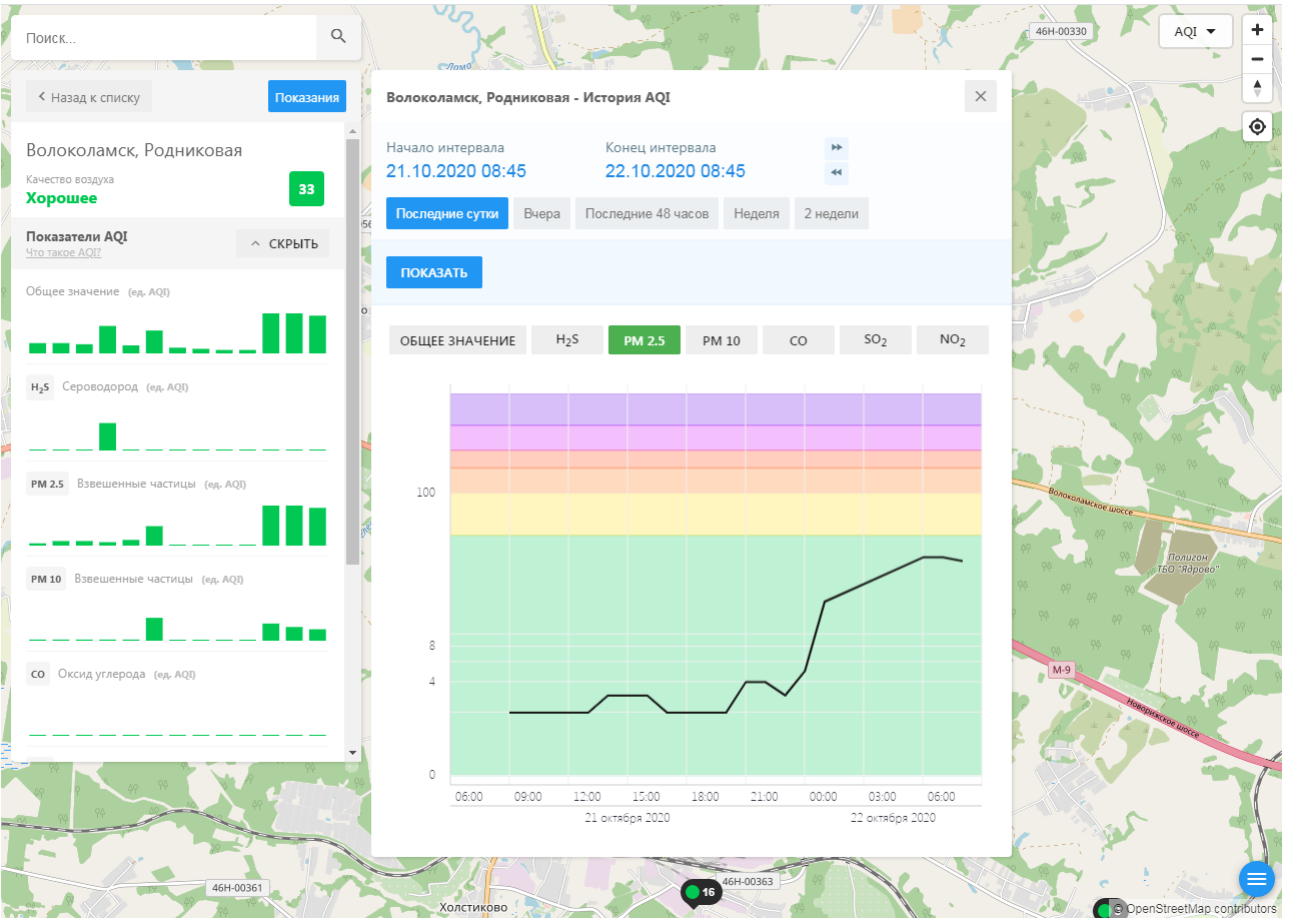 Поиск...
Назад к списку
Показания
Волоколамск, Родниковая
Качество воздуха
Хорошее
33
Показатели AQI
Что такое AQI?
СКРЫТЬ
Общее значение (ед. AQI)
H₂S Сероводород (ед. AQI)
PM 2.5 Взвешенные частицы (ед. AQI)
PM 10 Взвешенные частицы (ед. AQI)
CO Оксид углерода (ед. AQI)
Волоколамск, Родниковая - История AQI
Начало интервала
21.10.2020 08:45
Конец интервала
22.10.2020 08:45
Последние сутки
Вчера
Последние 48 часов
Неделя
2 недели
ПОКАЗАТЬ
ОБЩЕЕ ЗНАЧЕНИЕ
H₂S
PM 2.5
PM 10
CO
SO₂
NO₂
100
8
4
0
06:00 09:00 12:00 15:00 18:00 21:00 00:00 03:00 06:00
21 октября 2020 22 октября 2020
46Н-00330
AQI
Волоколамское шоссе
Полигон
ТБО "Ядрово"
М-9
Новорижское шоссе
46Н-00361
46Н-00363
16
Холстиково
© OpenStreetMap contributors